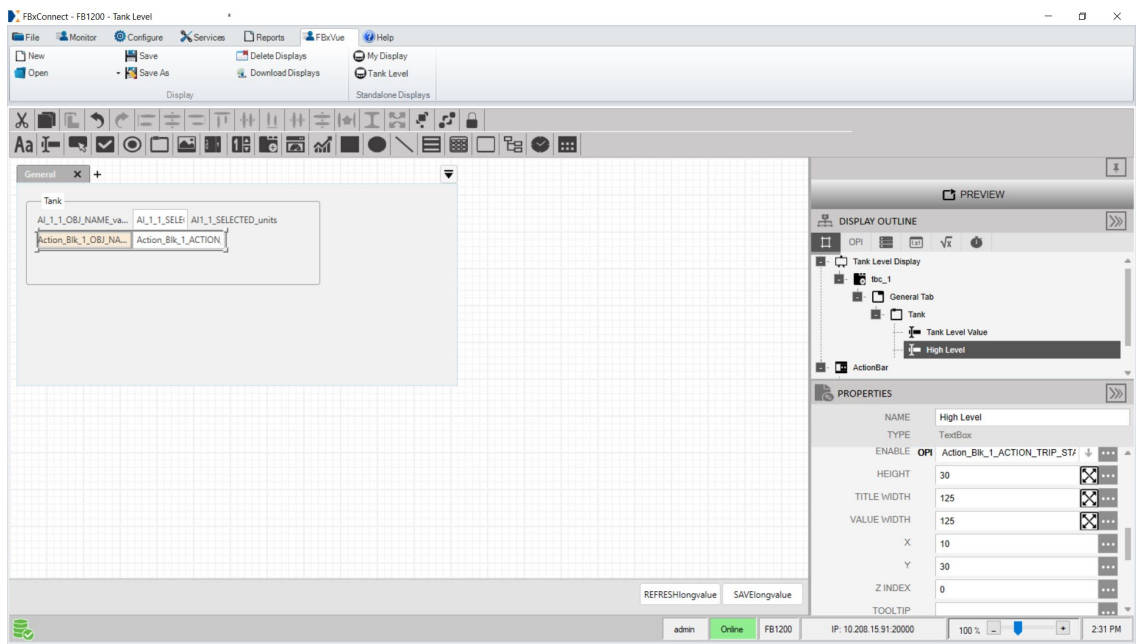 FBxConnect - FB1200 - Tank Level *
File Monitor Configure Services Reports FBxVue Help
New Save Delete Displays My Display
Open Save As Download Displays Tank Level
Display Standalone Displays
Aa
General X +
PREVIEW
Tank
AI_1_1_OBJ_NAME_va... AI_1_1_SELE AI1_1_SELECTED_units
Action_Blk_1_OBJ_NA... Action_Blk_1_ACTION_
DISPLAY OUTLINE
OPI {x} √x
Tank Level Display
fbc_1
General Tab
Tank
Tank Level Value
High Level
ActionBar
PROPERTIES
NAME High Level
TYPE TextBox
ENABLE OPI Action_Blk_1_ACTION_TRIP_STA
HEIGHT 30
TITLE WIDTH 125
VALUE WIDTH 125
X 10
Y 30
Z INDEX 0
TOOLTIP
REFRESHlongvalue SAVElongvalue
admin Online FB1200 IP: 10.208.15.91:20000 100 % - + 2:31 PM